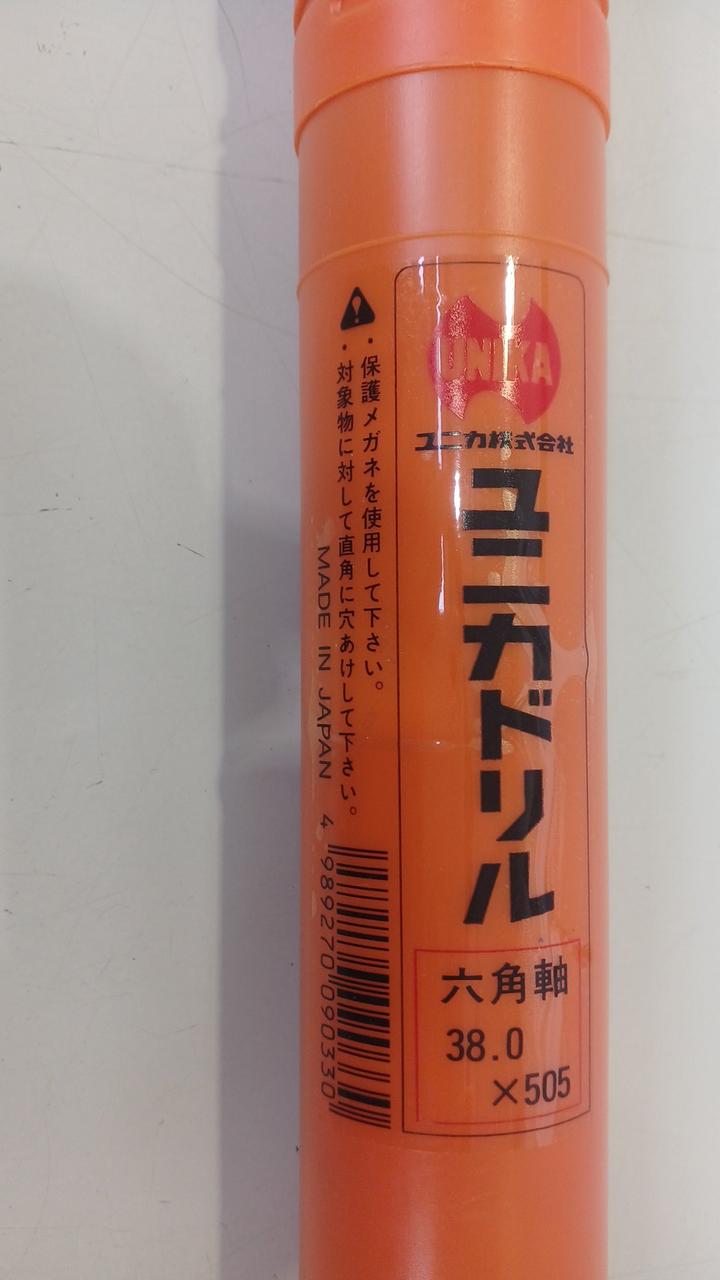 UNIKA
ユニカ株式会社
ユニカドリル
六角軸
38.0
×505
・保護メガネを使用して下さい。
・対象物に対して直角に穴あけして下さい。
MADE IN JAPAN
4 989270 090330